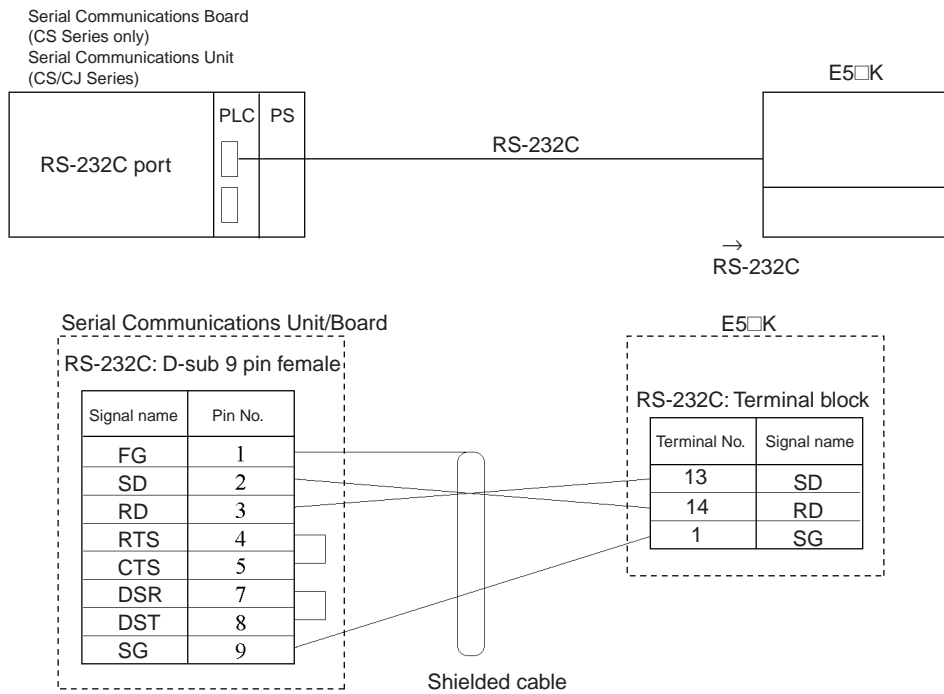 Serial Communications Board
(CS Series only)
Serial Communications Unit
(CS/CJ Series)
E5□K
PLC PS
RS-232C port
RS-232C
→
RS-232C
Serial Communications Unit/Board
E5□K
RS-232C: D-sub 9 pin female
RS-232C: Terminal block
Signal name Pin No.
FG 1
SD 2
RD 3
RTS 4
CTS 5
DSR 7
DST 8
SG 9
Terminal No. Signal name
13 SD
14 RD
1 SG
Shielded cable